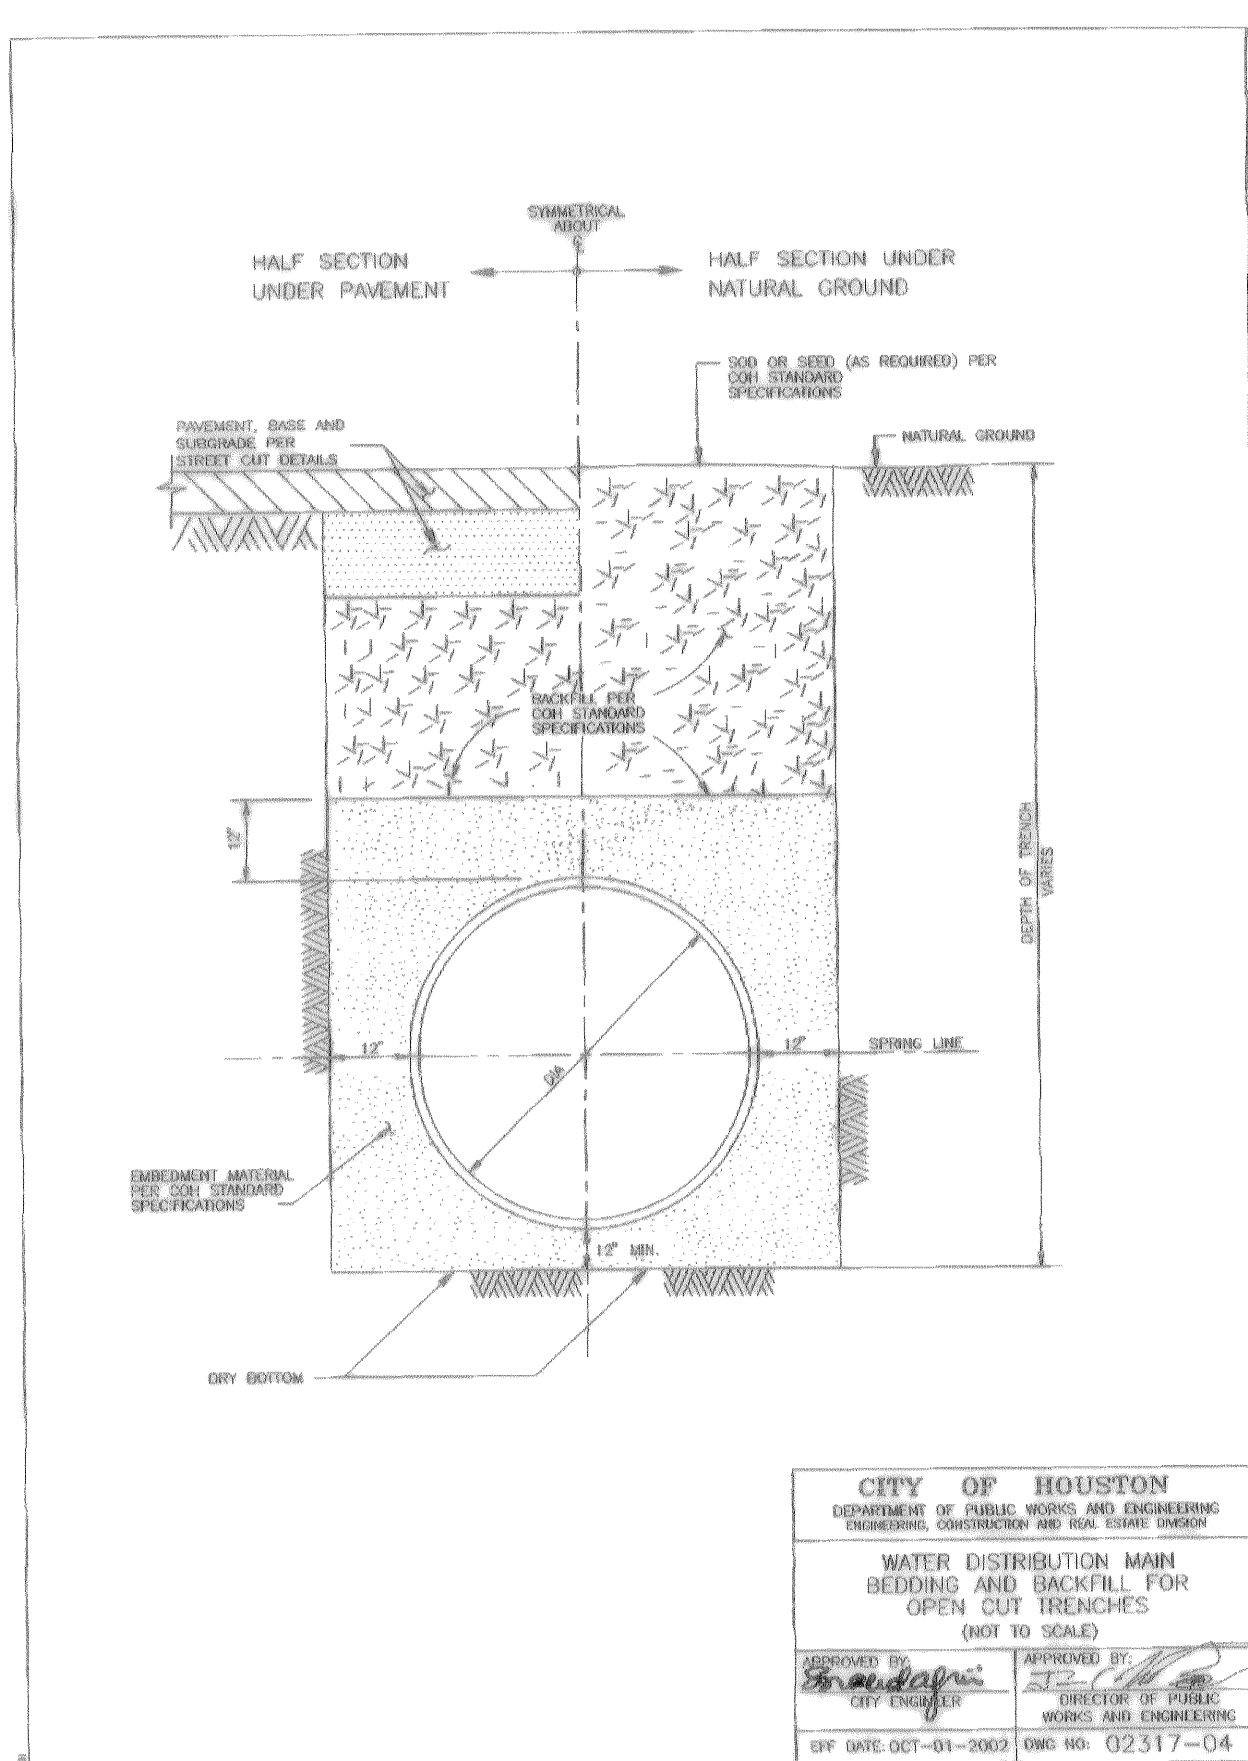 SYMMETRICAL
ABOUT
℄
HALF SECTION
UNDER PAVEMENT
HALF SECTION UNDER
NATURAL GROUND
SOD OR SEED (AS REQUIRED) PER
COH STANDARD
SPECIFICATIONS
PAVEMENT, BASE AND
SUBGRADE PER
STREET CUT DETAILS
NATURAL GROUND
BACKFILL PER
COH STANDARD
SPECIFICATIONS
12"
DEPTH OF TRENCH
VARIES
12"
12"
SPRING LINE
DIA
EMBEDMENT MATERIAL
PER COH STANDARD
SPECIFICATIONS
12" MIN.
DRY BOTTOM
CITY OF HOUSTON
DEPARTMENT OF PUBLIC WORKS AND ENGINEERING
ENGINEERING, CONSTRUCTION AND REAL ESTATE DIVISION
WATER DISTRIBUTION MAIN
BEDDING AND BACKFILL FOR
OPEN CUT TRENCHES
(NOT TO SCALE)
APPROVED BY:
CITY ENGINEER
APPROVED BY:
DIRECTOR OF PUBLIC
WORKS AND ENGINEERING
EFF DATE: OCT-01-2002
DWG NO: 02317-04